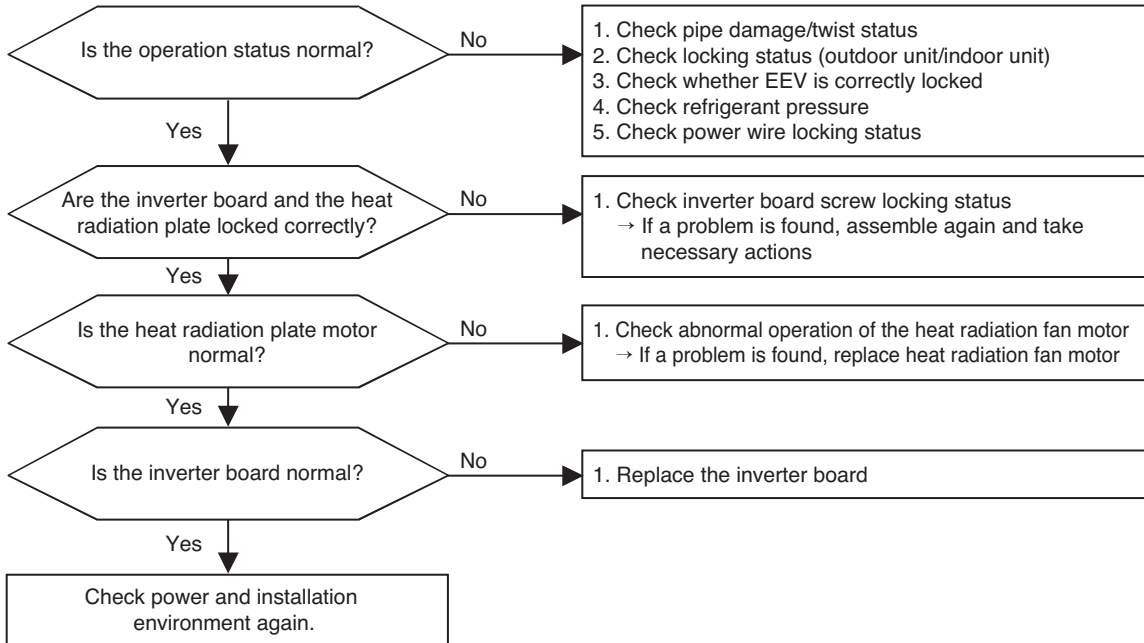 Is the operation status normal?
No
1. Check pipe damage/twist status
2. Check locking status (outdoor unit/indoor unit)
3. Check whether EEV is correctly locked
4. Check refrigerant pressure
5. Check power wire locking status
Yes
Are the inverter board and the heat
radiation plate locked correctly?
No
1. Check inverter board screw locking status
→ If a problem is found, assemble again and take
necessary actions
Yes
Is the heat radiation plate motor
normal?
No
1. Check abnormal operation of the heat radiation fan motor
→ If a problem is found, replace heat radiation fan motor
Yes
Is the inverter board normal?
No
1. Replace the inverter board
Yes
Check power and installation
environment again.